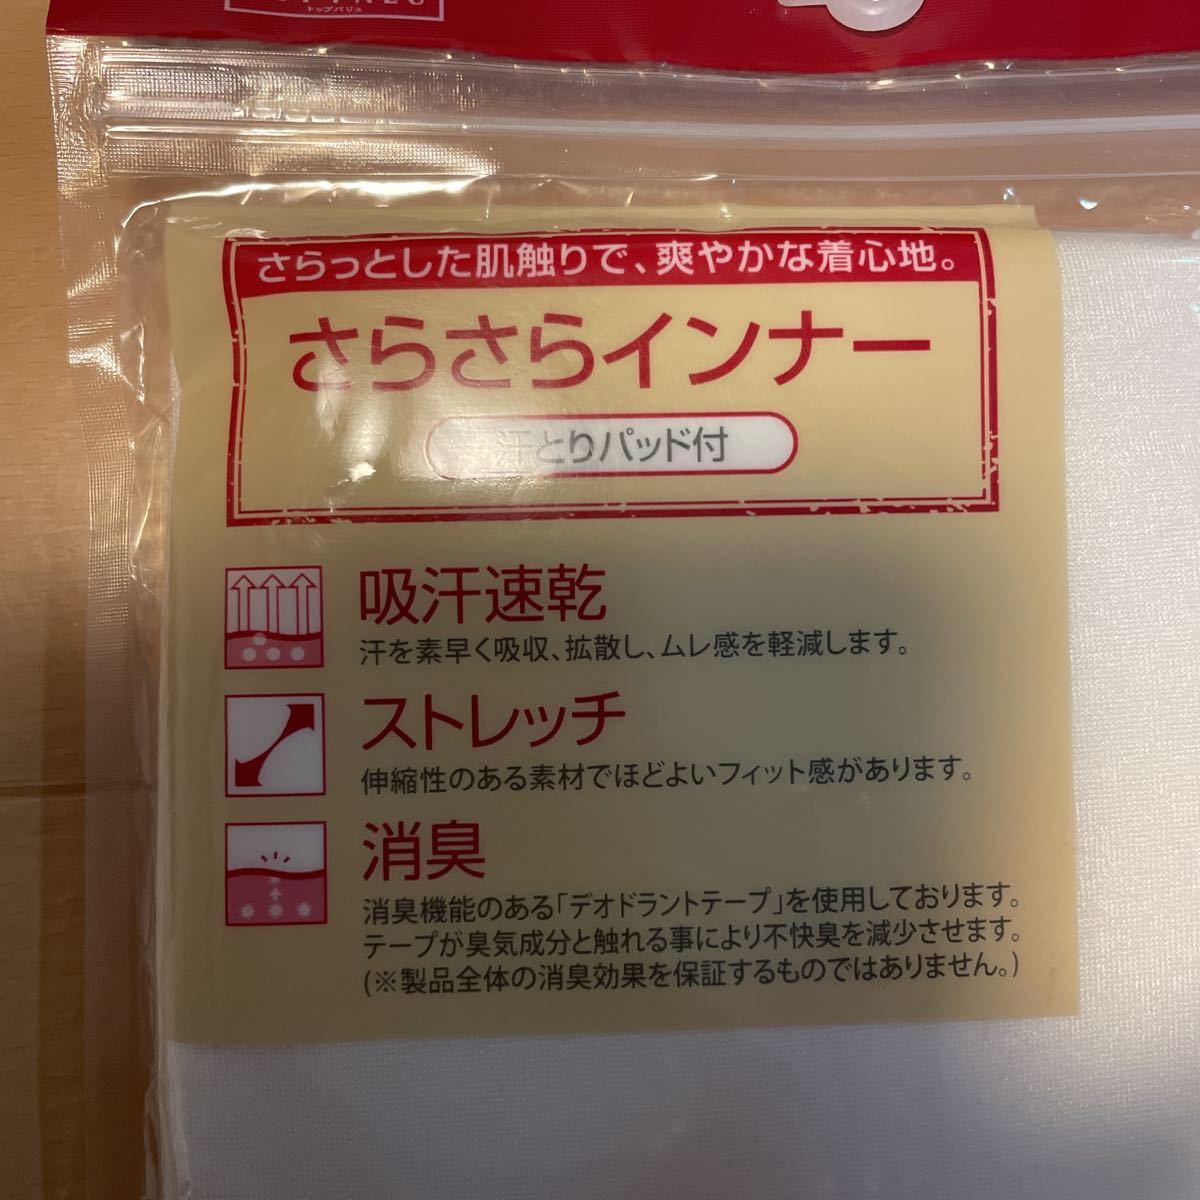 トップバリュ
さらっとした肌触りで、爽やかな着心地。
さらさらインナー
汗とりパッド付
吸汗速乾
汗を素早く吸収、拡散し、ムレ感を軽減します。
ストレッチ
伸縮性のある素材でほどよいフィット感があります。
消臭
消臭機能のある「デオドラントテープ」を使用しております。
テープが臭気成分と触れる事により不快臭を減少させます。
(※製品全体の消臭効果を保証するものではありません。)